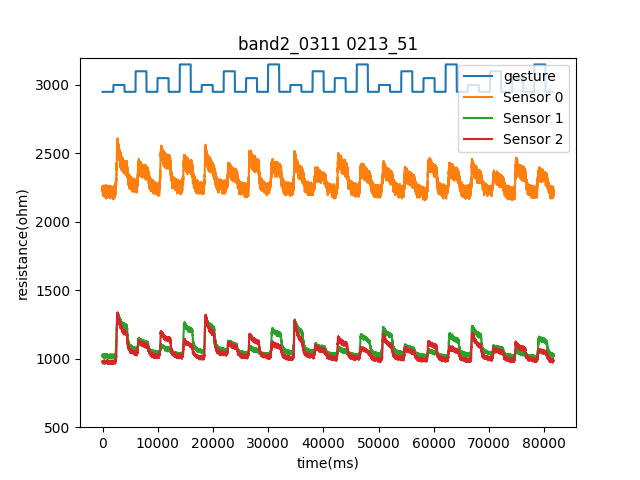 band2_0311 0213_51
gesture
Sensor 0
Sensor 1
Sensor 2
3000
2500
2000
1500
1000
500
resistance(ohm)
0
10000
20000
30000
40000
50000
60000
70000
80000
time(ms)